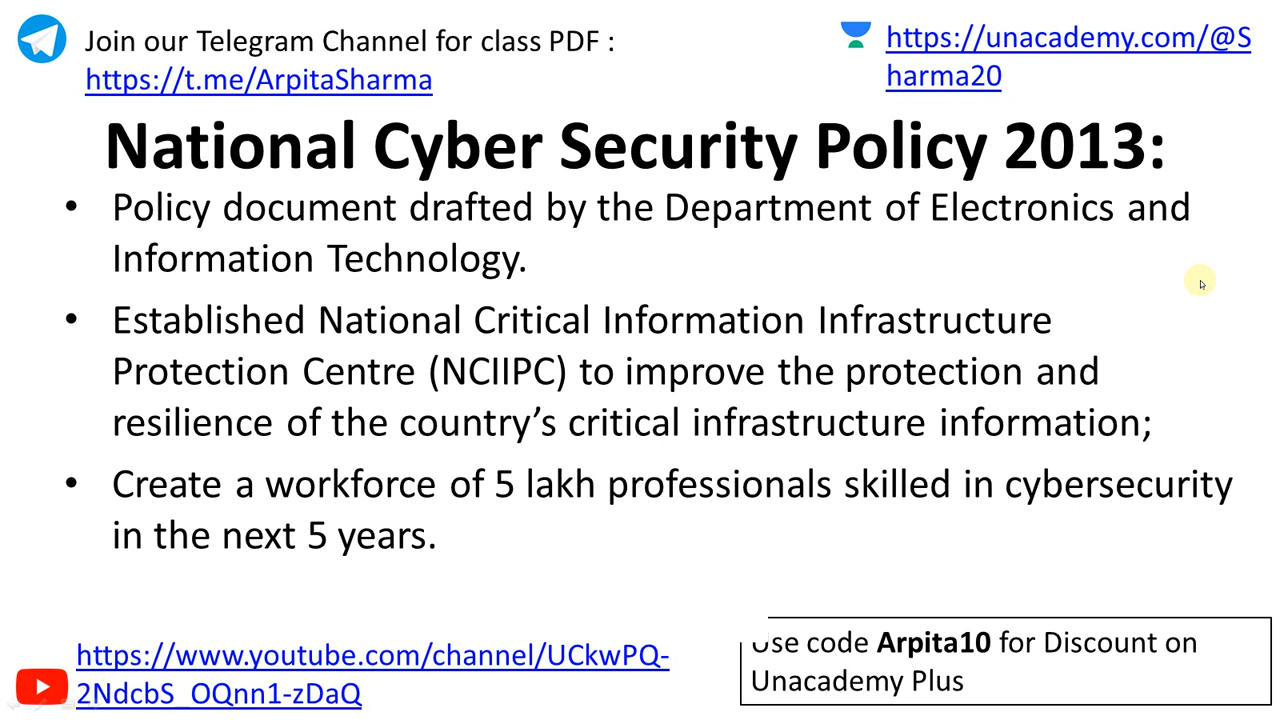 Join our Telegram Channel for class PDF :
https://t.me/ArpitaSharma
https://unacademy.com/@S
harma20
National Cyber Security Policy 2013:
• Policy document drafted by the Department of Electronics and
Information Technology.
• Established National Critical Information Infrastructure
Protection Centre (NCIIPC) to improve the protection and
resilience of the country’s critical infrastructure information;
• Create a workforce of 5 lakh professionals skilled in cybersecurity
in the next 5 years.
https://www.youtube.com/channel/UCkwPQ-
2NdcbS_OQnn1-zDaQ
Use code Arpita10 for Discount on
Unacademy Plus